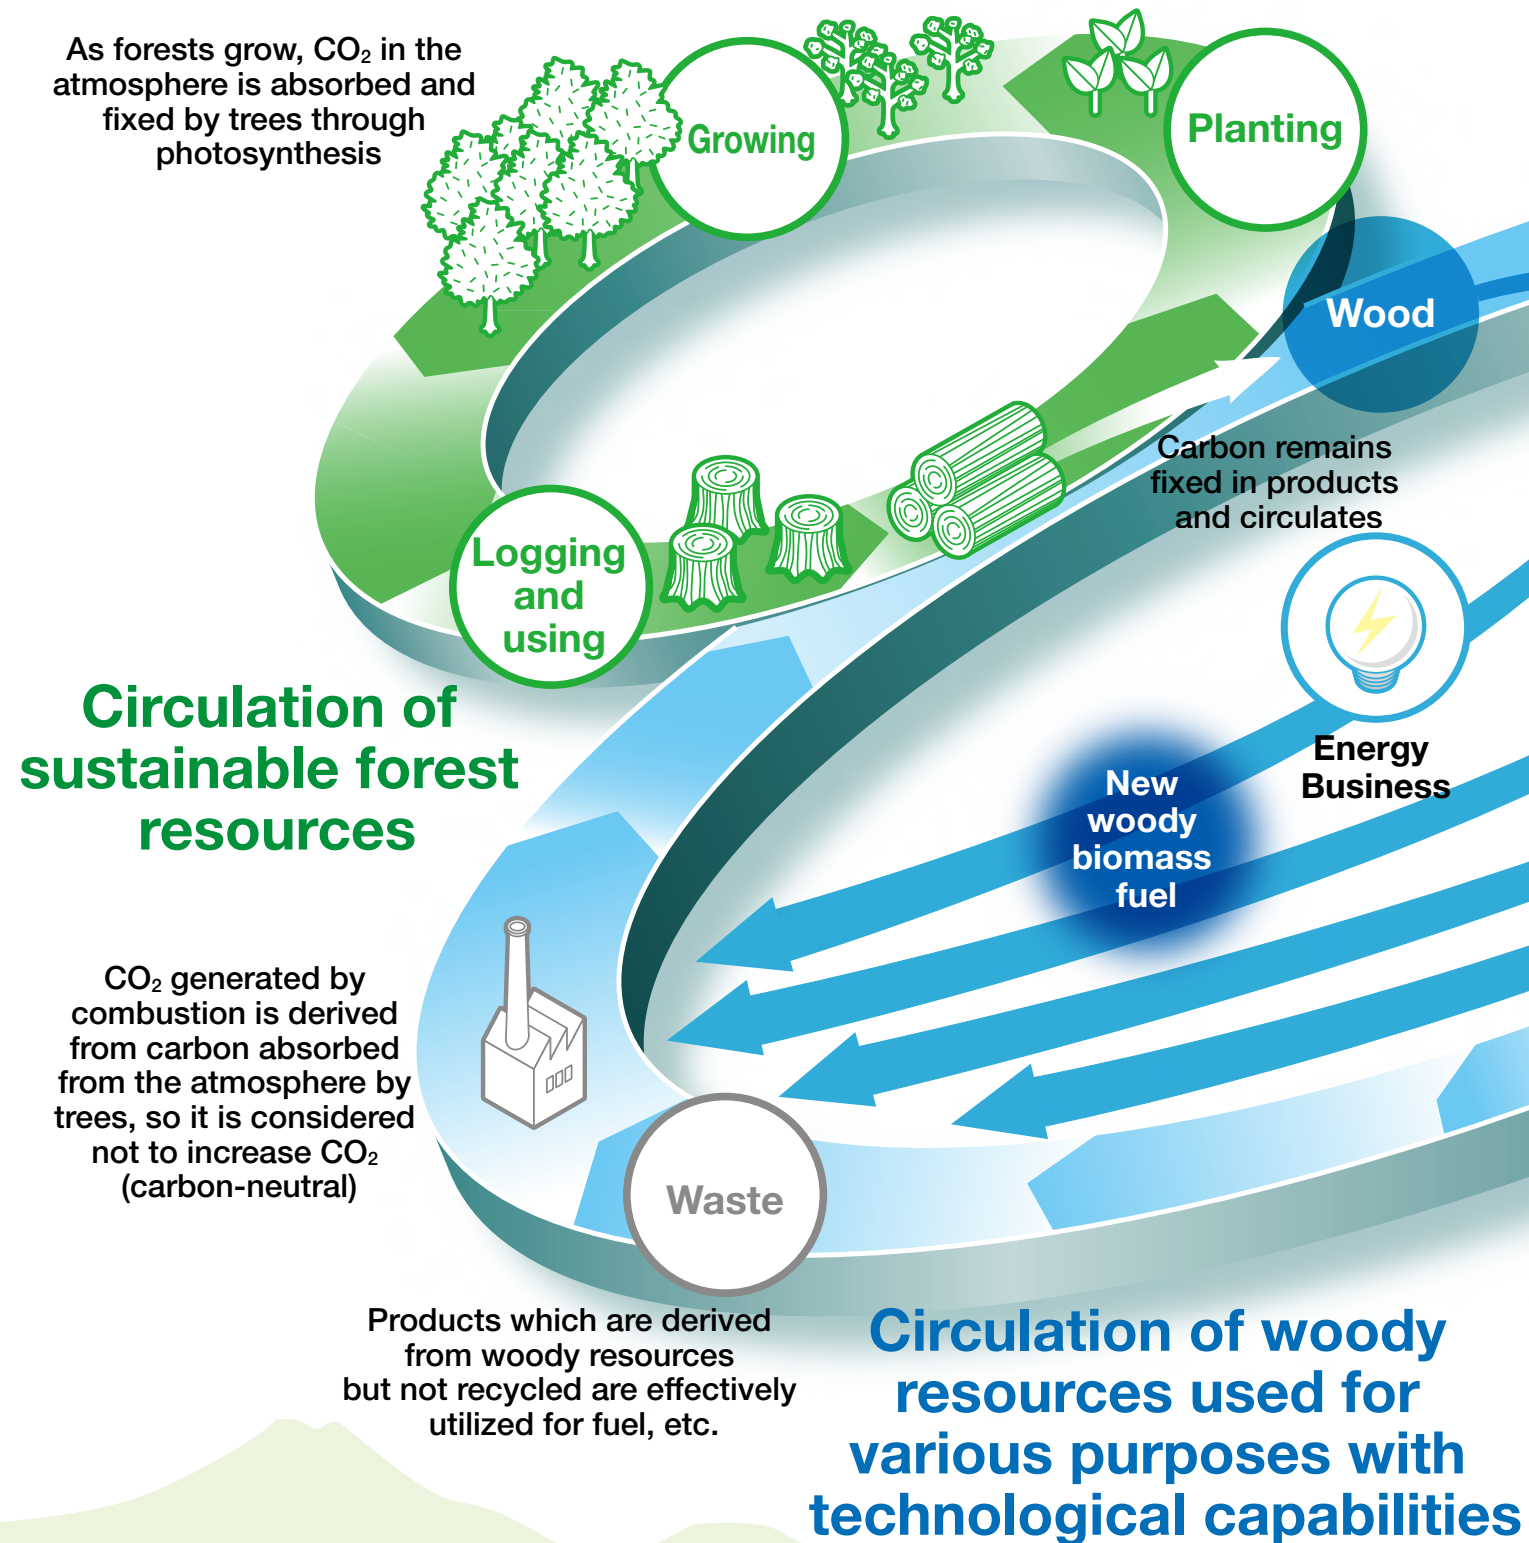 As forests grow, CO₂ in the
atmosphere is absorbed and
fixed by trees through
photosynthesis
Growing
Planting
Wood
Carbon remains
fixed in products
and circulates
Logging
and
using
Circulation of
sustainable forest
resources
Energy
Business
New
woody
biomass
fuel
CO₂ generated by
combustion is derived
from carbon absorbed
from the atmosphere by
trees, so it is considered
not to increase CO₂
(carbon-neutral)
Waste
Products which are derived
from woody resources
but not recycled are effectively
utilized for fuel, etc.
Circulation of woody
resources used for
various purposes with
technological capabilities